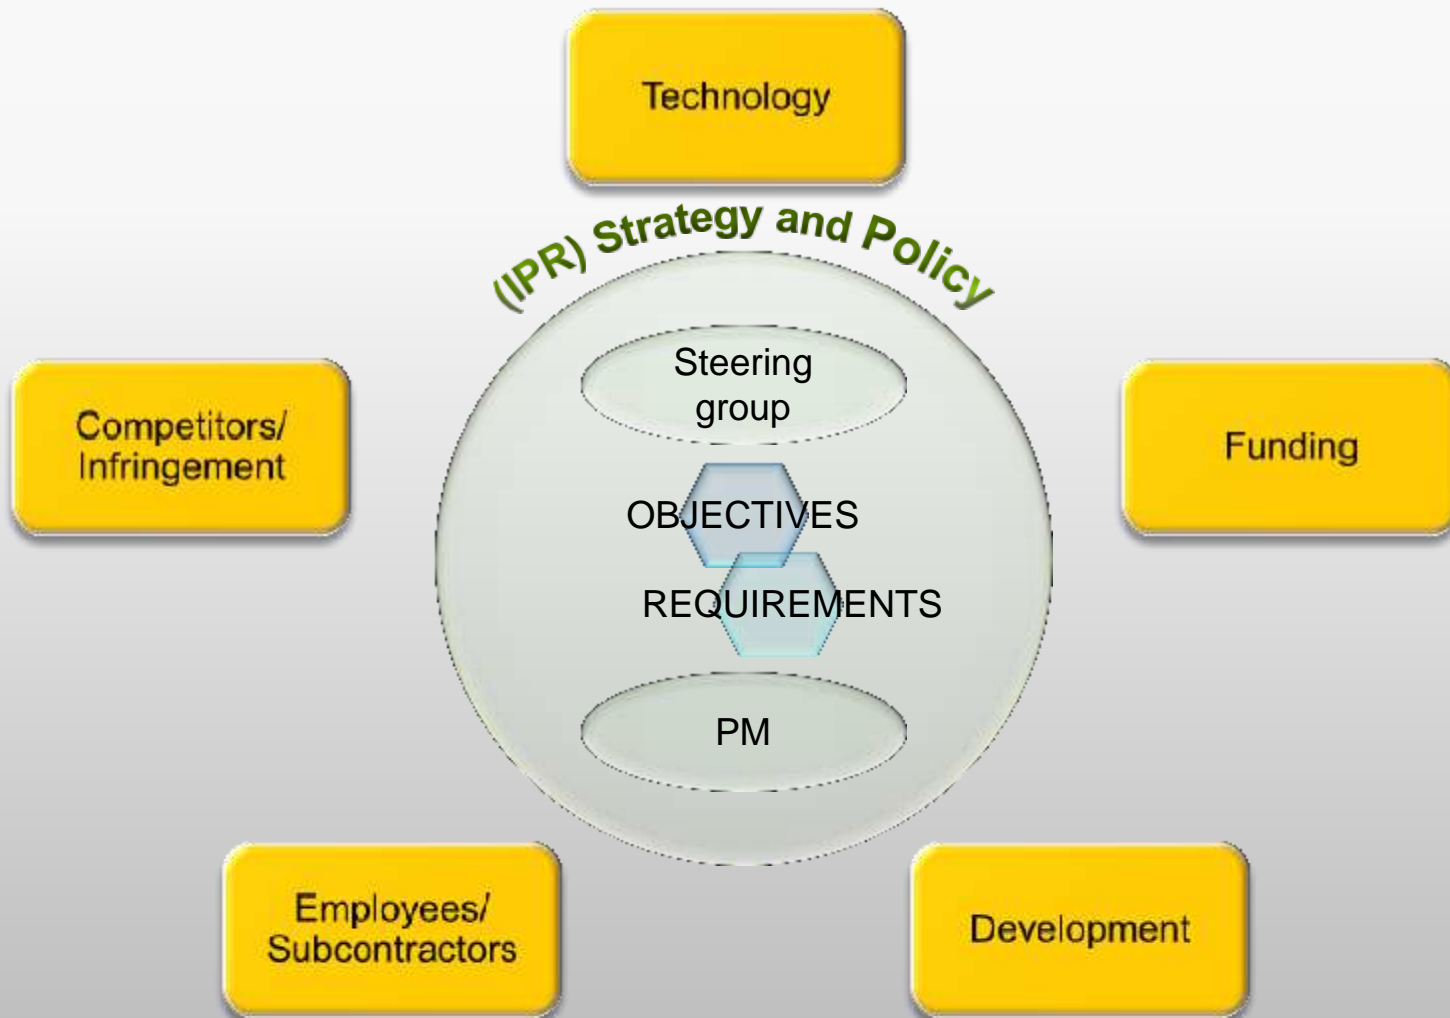 Technology
(IPR) Strategy and Policy
Steering
group
Competitors/
Infringement
Funding
OBJECTIVES
REQUIREMENTS
PM
Employees/
Subcontractors
Development